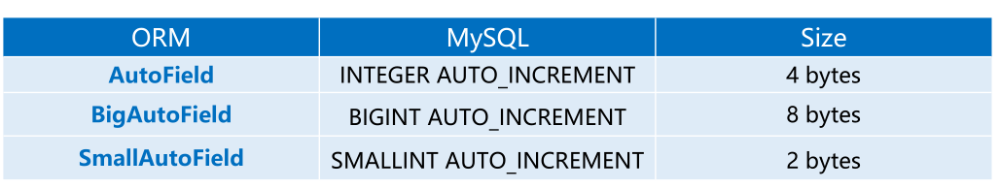 ORM MySQL Size
AutoField INTEGER AUTO_INCREMENT 4 bytes
BigAutoField BIGINT AUTO_INCREMENT 8 bytes
SmallAutoField SMALLINT AUTO_INCREMENT 2 bytes